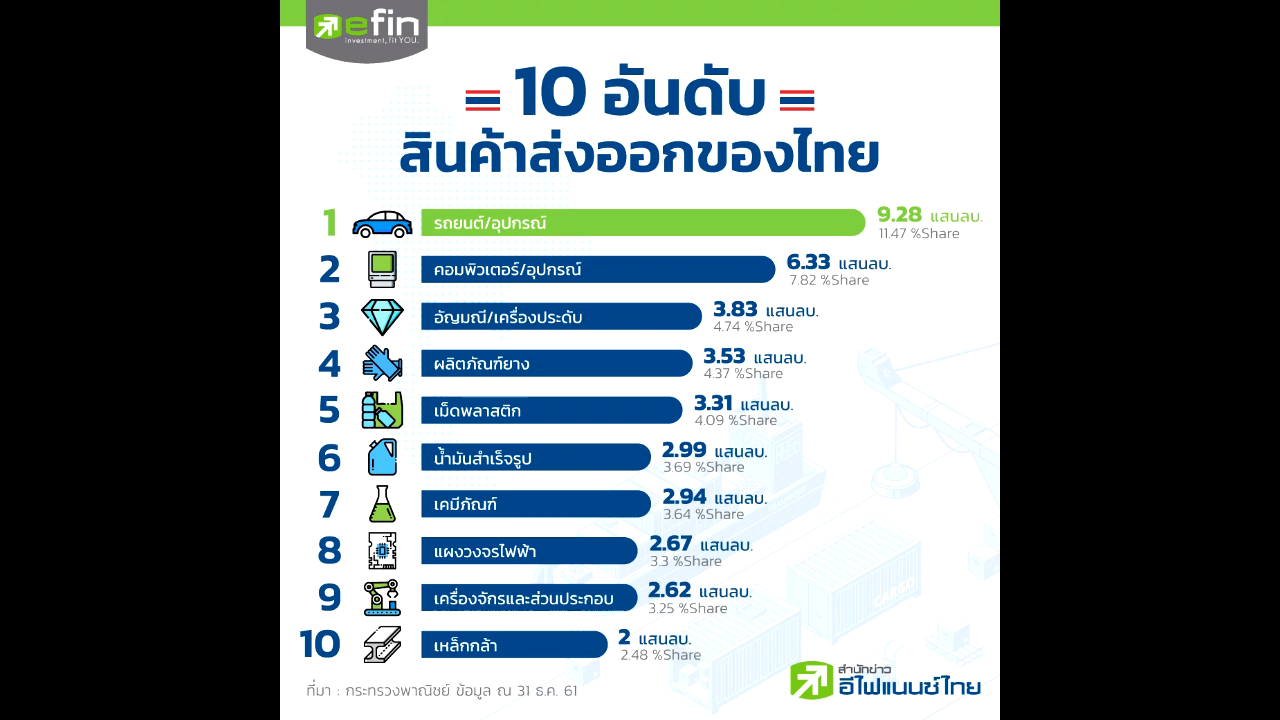 efin
Investment, Fit YOU.
10 อันดับ
สินค้าส่งออกของไทย
1 รถยนต์/อุปกรณ์ 9.28 แสนลบ.
11.47 %Share
2 คอมพิวเตอร์/อุปกรณ์ 6.33 แสนลบ.
7.82 %Share
3 อัญมณี/เครื่องประดับ 3.83 แสนลบ.
4.74 %Share
4 ผลิตภัณฑ์ยาง 3.53 แสนลบ.
4.37 %Share
5 เม็ดพลาสติก 3.31 แสนลบ.
4.09 %Share
6 น้ำมันสำเร็จรูป 2.99 แสนลบ.
3.69 %Share
7 เคมีภัณฑ์ 2.94 แสนลบ.
3.64 %Share
8 แผงวงจรไฟฟ้า 2.67 แสนลบ.
3.3 %Share
9 เครื่องจักรและส่วนประกอบ 2.62 แสนลบ.
3.25 %Share
10 เหล็กกล้า 2 แสนลบ.
2.48 %Share
CARGO
ที่มา : กระทรวงพาณิชย์ ข้อมูล ณ 31 ธ.ค. 61
สำนักข่าว
อีไฟแนนซ์ไทย